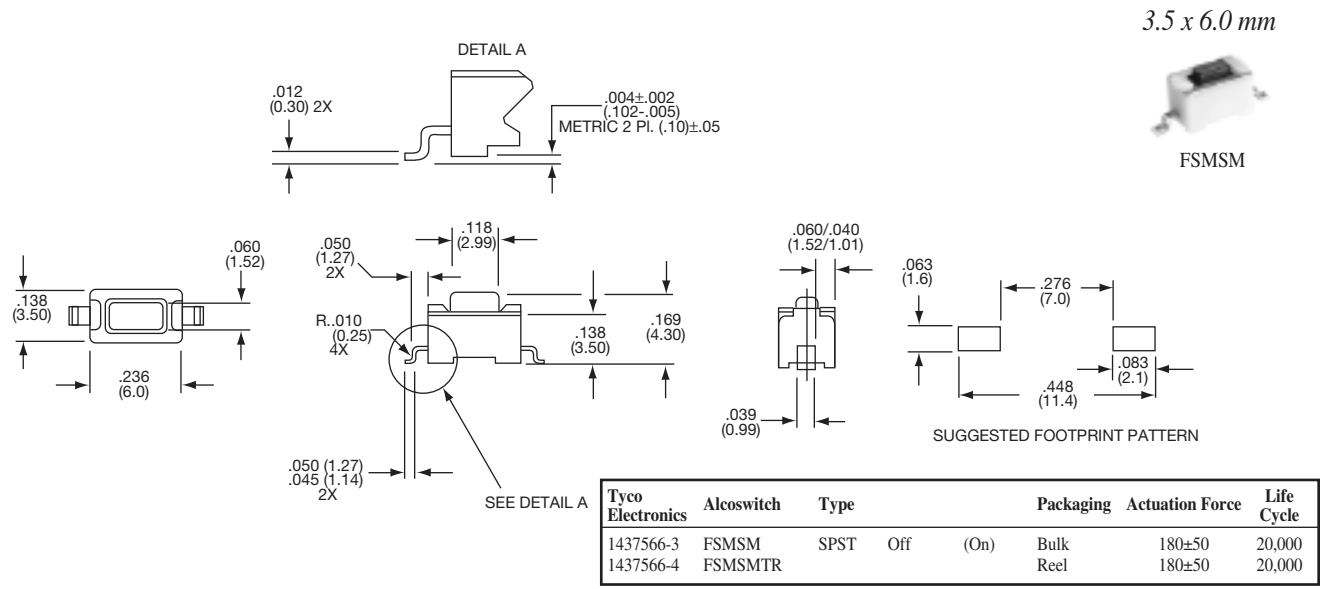 3.5 x 6.0 mm
FSMSM
DETAIL A
.012
(0.30) 2X
.004±.002
(.102-.005)
METRIC 2 Pl. (.10)±.05
.138
(3.50)
.060
(1.52)
.236
(6.0)
.050
(1.27)
2X
.118
(2.99)
R..010
(0.25)
4X
.138
(3.50)
.169
(4.30)
.050 (1.27)
.045 (1.14)
2X
SEE DETAIL A
.060/.040
(1.52/1.01)
.039
(0.99)
.063
(1.6)
.276
(7.0)
.083
(2.1)
.448
(11.4)
SUGGESTED FOOTPRINT PATTERN
Tyco Electronics Alcoswitch Type Packaging Actuation Force Life Cycle
1437566-3 FSMSM SPST Off (On) Bulk 180±50 20,000
1437566-4 FSMSMTR Reel 180±50 20,000